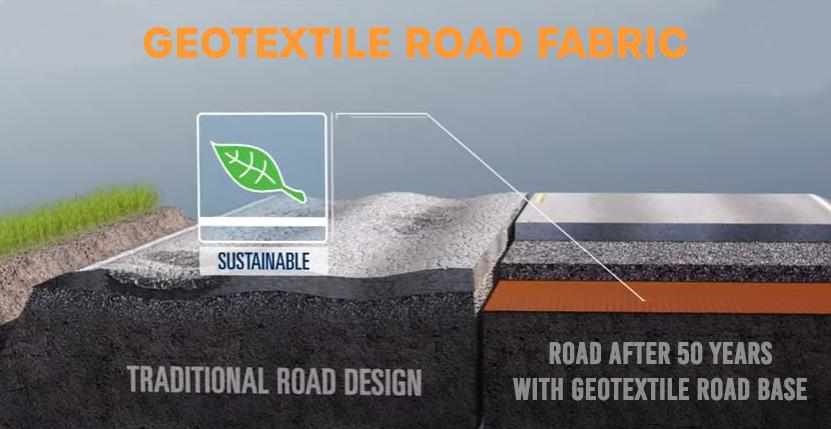 GEOTEXTILE ROAD FABRIC
SUSTAINABLE
TRADITIONAL ROAD DESIGN
ROAD AFTER 50 YEARS
WITH GEOTEXTILE ROAD BASE